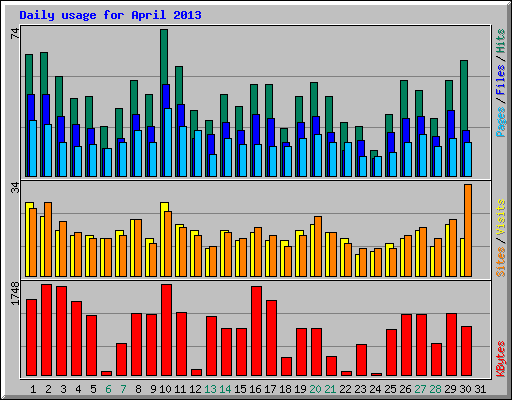 Daily usage for April 2013
74
Pages / Files / Hits
34
Sites / Visits
1748
KBytes
1 2 3 4 5 6 7 8 9 10 11 12 13 14 15 16 17 18 19 20 21 22 23 24 25 26 27 28 29 30 31